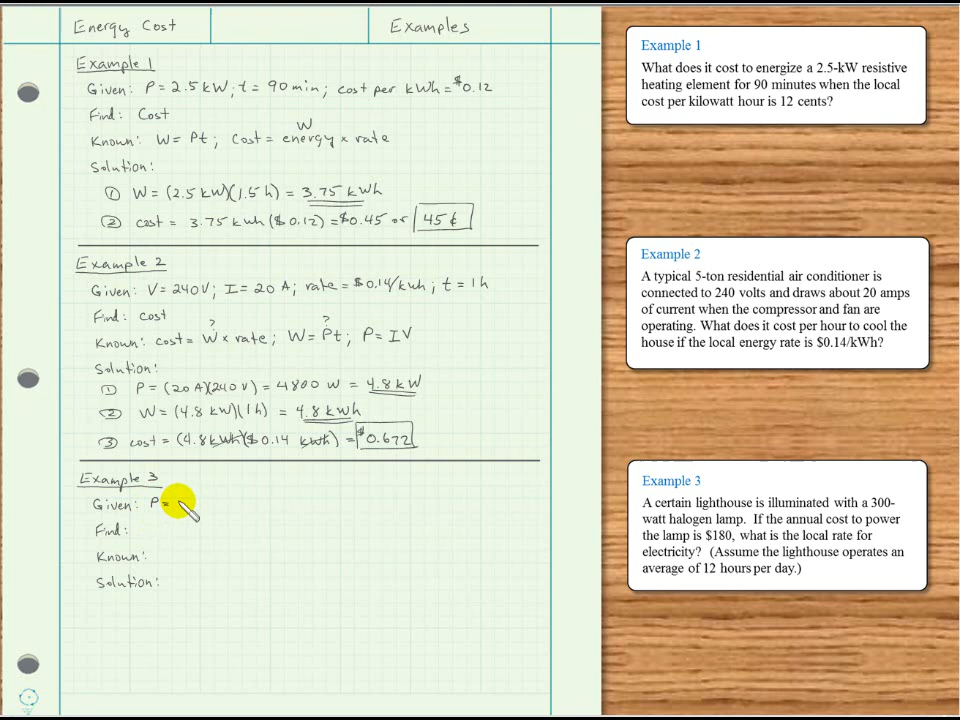 Energy Cost
Examples
Example 1
Given: P = 2.5 kW; t = 90 min; cost per kWh = $0.12
Find: Cost
W
Known: W = Pt; Cost = energy × rate
Solution:
① W = (2.5 kW)(1.5 h) = 3.75 kWh
② cost = 3.75 kWh ($0.12) = $0.45 or 45¢
Example 2
Given: V = 240V; I = 20 A; rate = $0.14/kWh; t = 1h
Find: cost
? ?
Known: cost = W × rate; W = Pt; P = IV
Solution:
① P = (20 A)(240 V) = 4800 W = 4.8 kW
② W = (4.8 kW)(1 h) = 4.8 kWh
③ cost = (4.8 kWh)($0.14 kWh) = $0.672
Example 3
Given: P =
Find:
Known:
Solution:
Example 1
What does it cost to energize a 2.5-kW resistive
heating element for 90 minutes when the local
cost per kilowatt hour is 12 cents?
Example 2
A typical 5-ton residential air conditioner is
connected to 240 volts and draws about 20 amps
of current when the compressor and fan are
operating. What does it cost per hour to cool the
house if the local energy rate is $0.14/kWh?
Example 3
A certain lighthouse is illuminated with a 300-
watt halogen lamp. If the annual cost to power
the lamp is $180, what is the local rate for
electricity? (Assume the lighthouse operates an
average of 12 hours per day.)